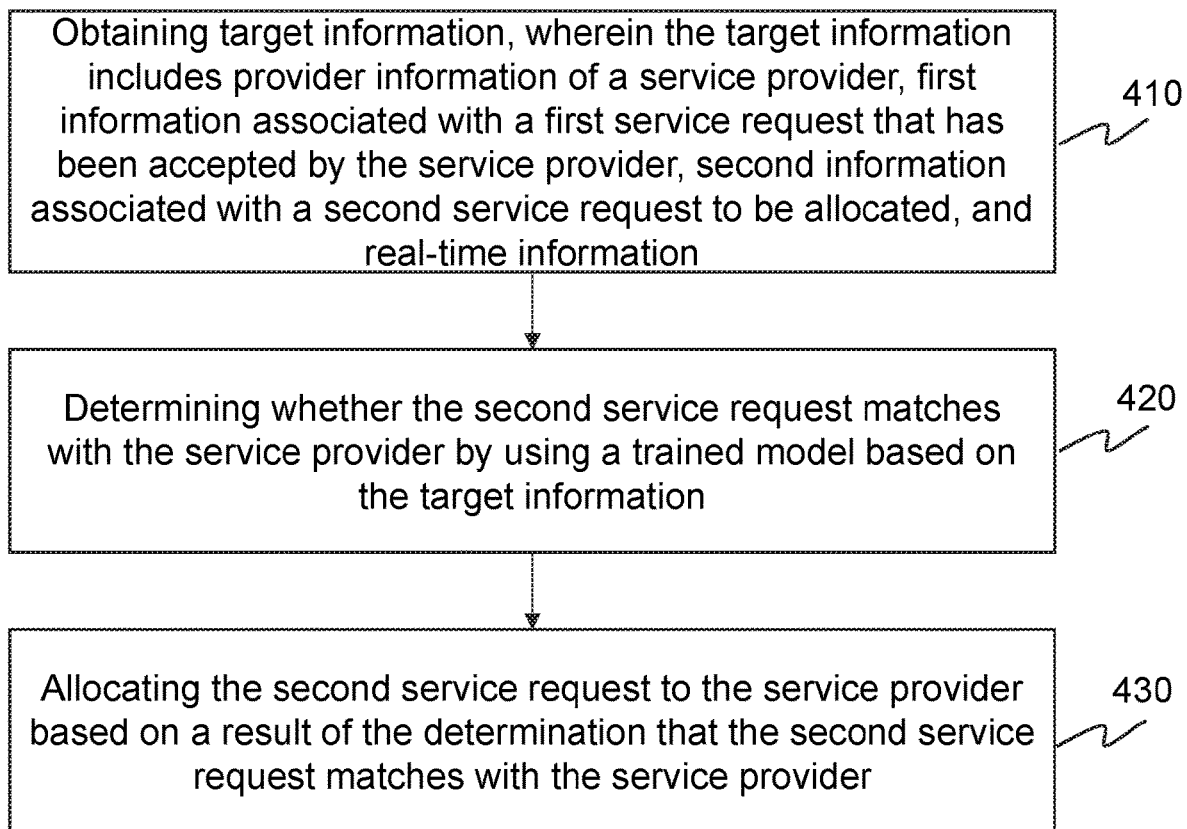 Obtaining target information, wherein the target information
includes provider information of a service provider, first
information associated with a first service request that has
been accepted by the service provider, second information
associated with a second service request to be allocated, and
real-time information
410
Determining whether the second service request matches
with the service provider by using a trained model based on
the target information
420
Allocating the second service request to the service provider
based on a result of the determination that the second service
request matches with the service provider
430